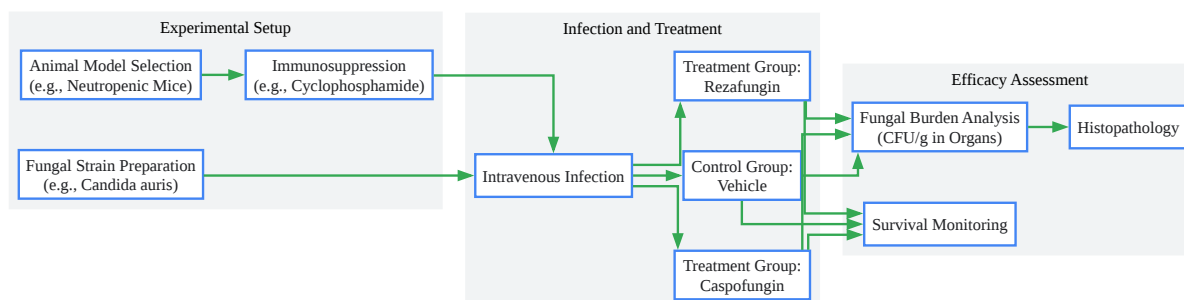 Experimental Setup
Animal Model Selection
(e.g., Neutropenic Mice)
Immunosuppression
(e.g., Cyclophosphamide)
Fungal Strain Preparation
(e.g., Candida auris)
Infection and Treatment
Intravenous Infection
Treatment Group:
Rezafungin
Control Group:
Vehicle
Treatment Group:
Caspofungin
Efficacy Assessment
Fungal Burden Analysis
(CFU/g in Organs)
Histopathology
Survival Monitoring